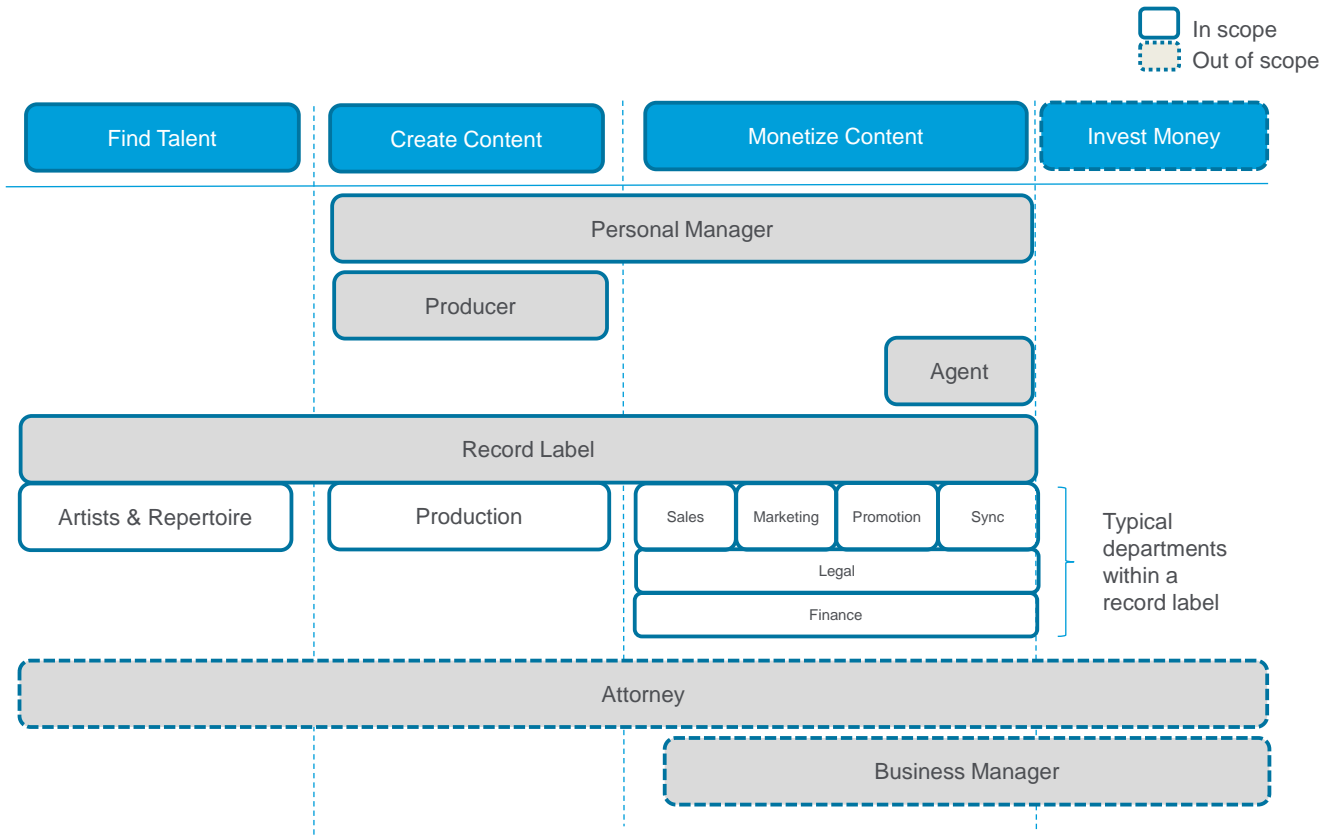 In scope
Out of scope
Find Talent
Create Content
Monetize Content
Invest Money
Personal Manager
Producer
Agent
Record Label
Artists & Repertoire
Production
Sales
Marketing
Promotion
Sync
Legal
Finance
Typical
departments
within a
record label
Attorney
Business Manager